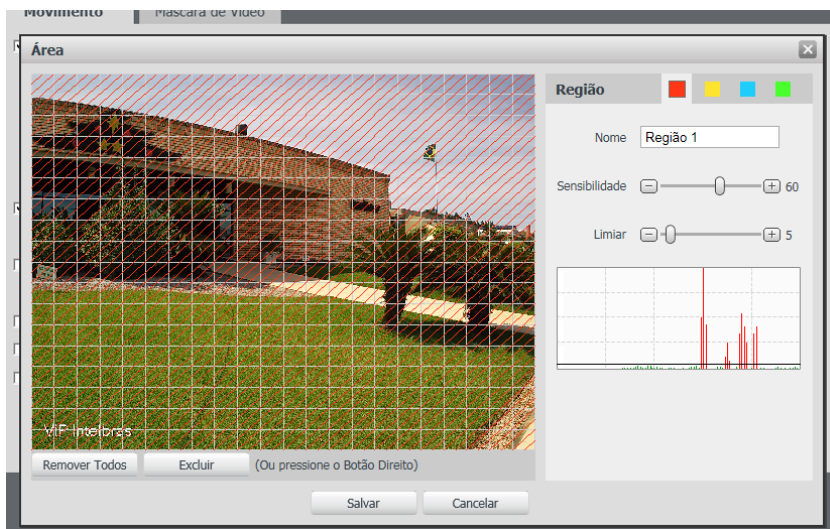 Movimento Máscara de Vídeo
Área
Região
Nome Região 1
Sensibilidade 60
Limiar 5
VIP Intelbras
Remover Todos Excluir (Ou pressione o Botão Direito)
Salvar Cancelar